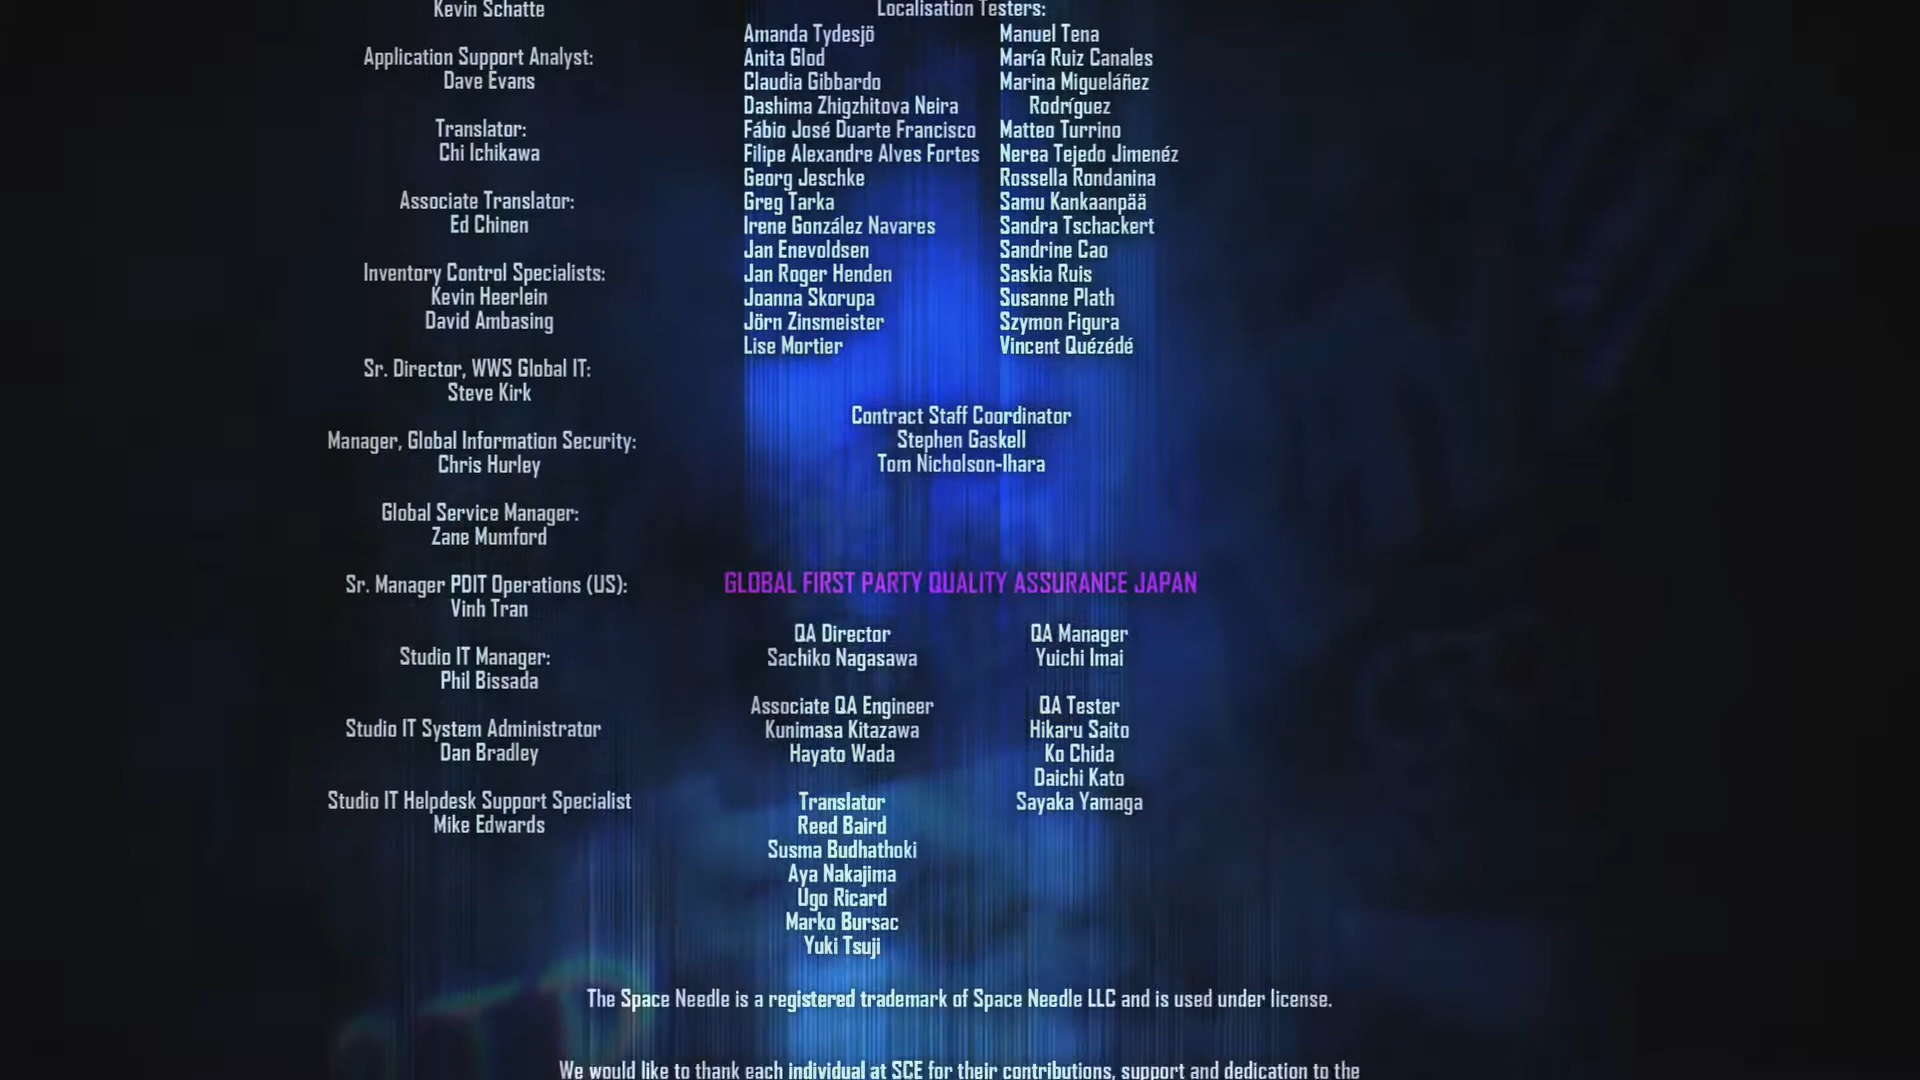 Kevin Schatte
Application Support Analyst:
Dave Evans
Translator:
Chi Ichikawa
Associate Translator:
Ed Chinen
Inventory Control Specialists:
Kevin Heerlein
David Ambasing
Sr. Director, WWS Global IT:
Steve Kirk
Manager, Global Information Security:
Chris Hurley
Global Service Manager:
Zane Mumford
Sr. Manager PDIT Operations (US):
Vinh Tran
Studio IT Manager:
Phil Bissada
Studio IT System Administrator
Dan Bradley
Studio IT Helpdesk Support Specialist
Mike Edwards
Localisation Testers:
Amanda Tydesjö
Anita Glod
Claudia Gibbardo
Dashima Zhigzhitova Neira
Fábio José Duarte Francisco
Filipe Alexandre Alves Fortes
Georg Jeschke
Greg Tarka
Irene González Navares
Jan Enevoldsen
Jan Roger Henden
Joanna Skorupa
Jörn Zinsmeister
Lise Mortier
Manuel Tena
María Ruiz Canales
Marina Migueláñez
Rodríguez
Matteo Turrino
Nerea Tejedo Jimenéz
Rossella Rondanina
Samu Kankaanpää
Sandra Tschackert
Sandrine Cao
Saskia Ruis
Susanne Plath
Szymon Figura
Vincent Quézédé
Contract Staff Coordinator
Stephen Gaskell
Tom Nicholson-Ihara
GLOBAL FIRST PARTY QUALITY ASSURANCE JAPAN
QA Director
Sachiko Nagasawa
Associate QA Engineer
Kunimasa Kitazawa
Hayato Wada
Translator
Reed Baird
Susma Budhathoki
Aya Nakajima
Ugo Ricard
Marko Bursac
Yuki Tsuji
QA Manager
Yuichi Imai
QA Tester
Hikaru Saito
Ko Chida
Daichi Kato
Sayaka Yamaga
The Space Needle is a registered trademark of Space Needle LLC and is used under license.
We would like to thank each individual at SCE for their contributions, support and dedication to the